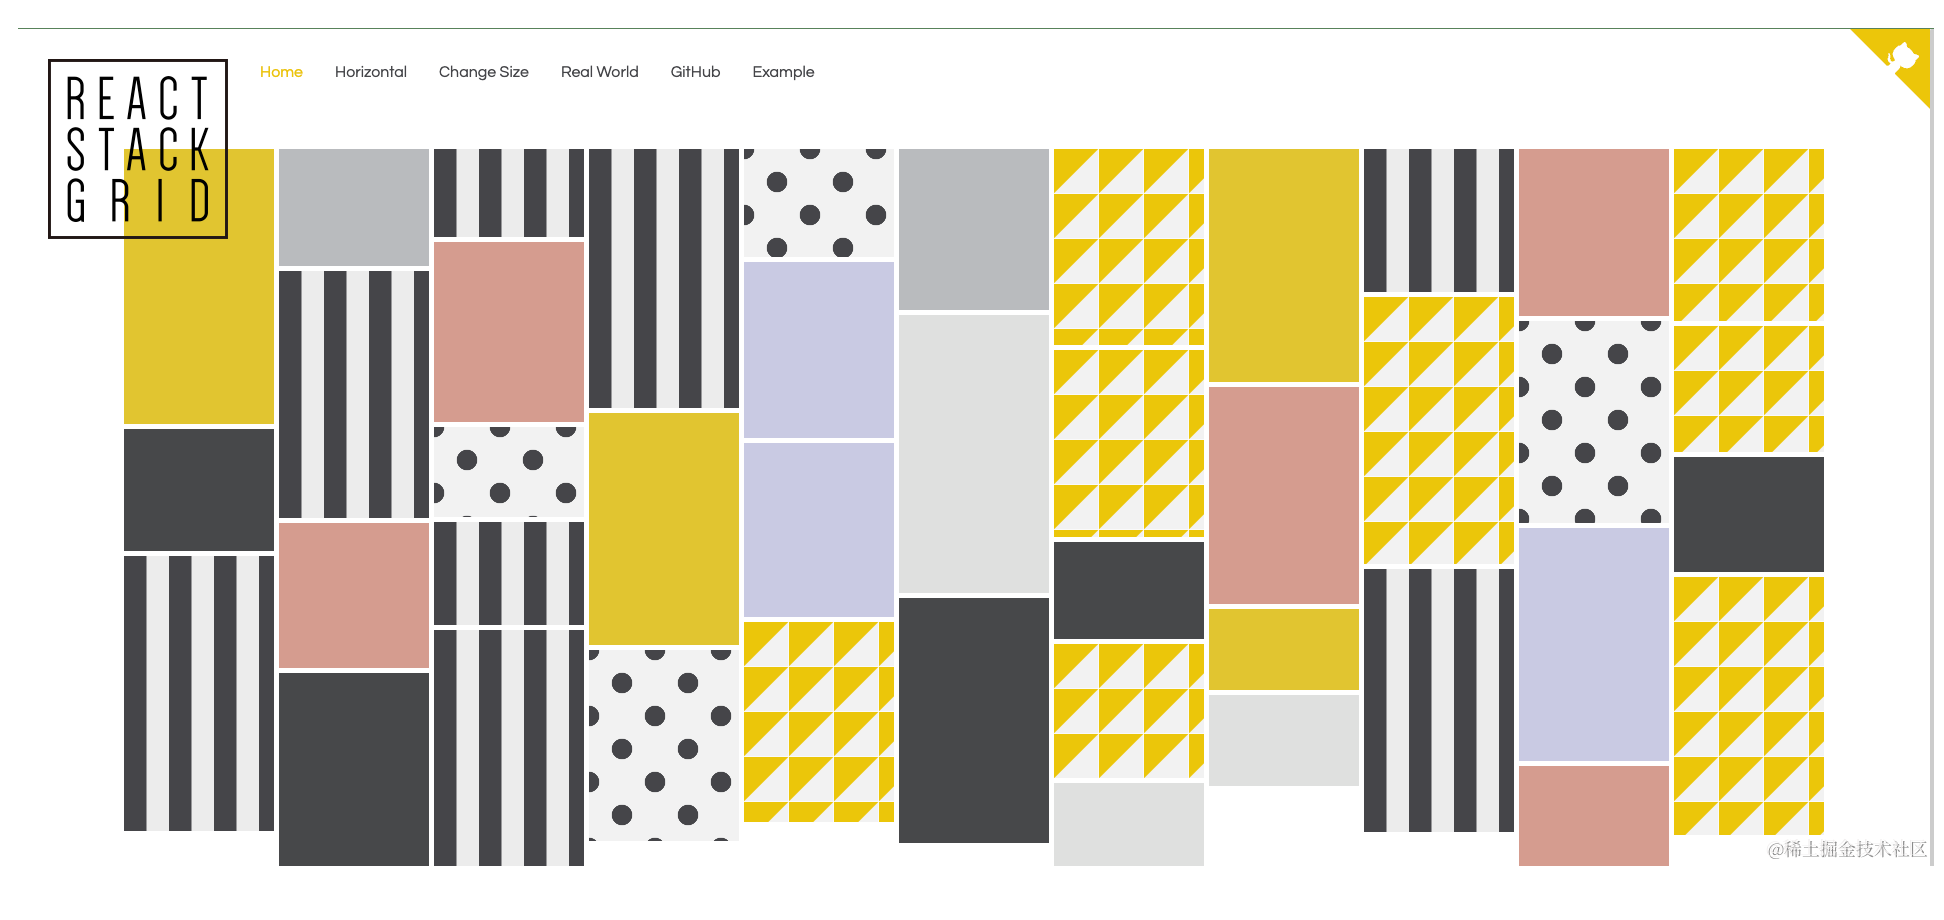 REACT
STACK
GRID
Home Horizontal Change Size Real World GitHub Example
@稀土掘金技术社区